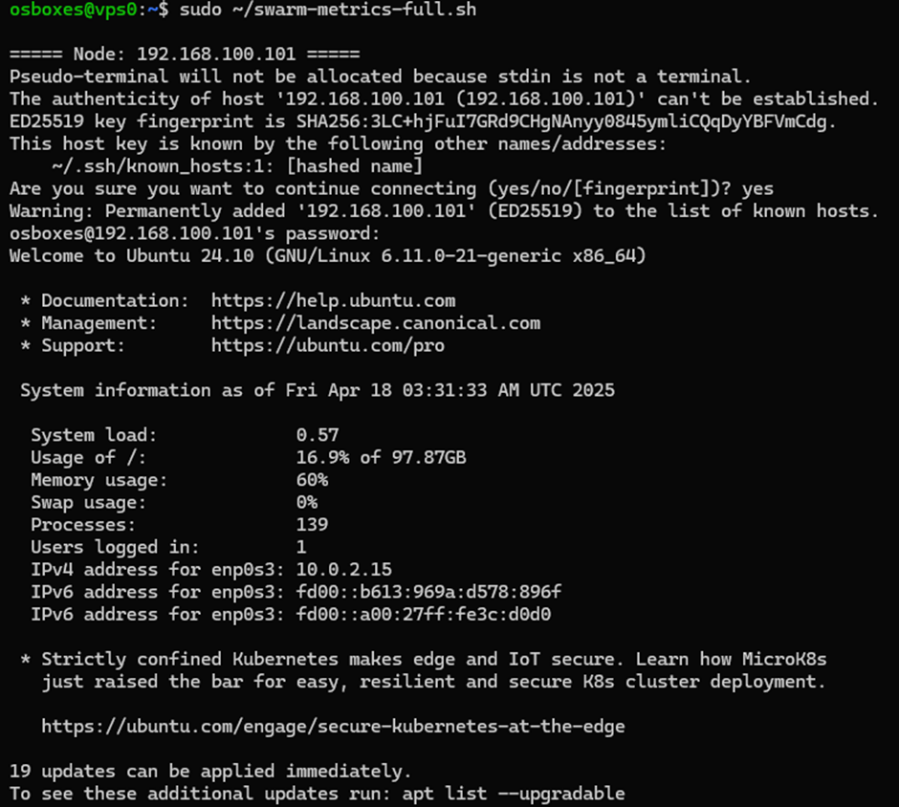 osboxes@vps0:~$ sudo ~/swarm-metrics-full.sh
===== Node: 192.168.100.101 =====
Pseudo-terminal will not be allocated because stdin is not a terminal.
The authenticity of host '192.168.100.101 (192.168.100.101)' can't be established.
ED25519 key fingerprint is SHA256:3LC+hjFuI7GRd9CHgNAnyy0845ymliCQqDyYBFVmCdg.
This host key is known by the following other names/addresses:
    ~/.ssh/known_hosts:1: [hashed name]
Are you sure you want to continue connecting (yes/no/[fingerprint])? yes
Warning: Permanently added '192.168.100.101' (ED25519) to the list of known hosts.
osboxes@192.168.100.101's password:
Welcome to Ubuntu 24.10 (GNU/Linux 6.11.0-21-generic x86_64)
 * Documentation:  https://help.ubuntu.com
 * Management:     https://landscape.canonical.com
 * Support:        https://ubuntu.com/pro
 System information as of Fri Apr 18 03:31:33 AM UTC 2025
  System load:             0.57
  Usage of /:              16.9% of 97.87GB
  Memory usage:            60%
  Swap usage:              0%
  Processes:               139
  Users logged in:         1
  IPv4 address for enp0s3: 10.0.2.15
  IPv6 address for enp0s3: fd00::b613:969a:d578:896f
  IPv6 address for enp0s3: fd00::a00:27ff:fe3c:d0d0
 * Strictly confined Kubernetes makes edge and IoT secure. Learn how MicroK8s
   just raised the bar for easy, resilient and secure K8s cluster deployment.
   https://ubuntu.com/engage/secure-kubernetes-at-the-edge
19 updates can be applied immediately.
To see these additional updates run: apt list --upgradable